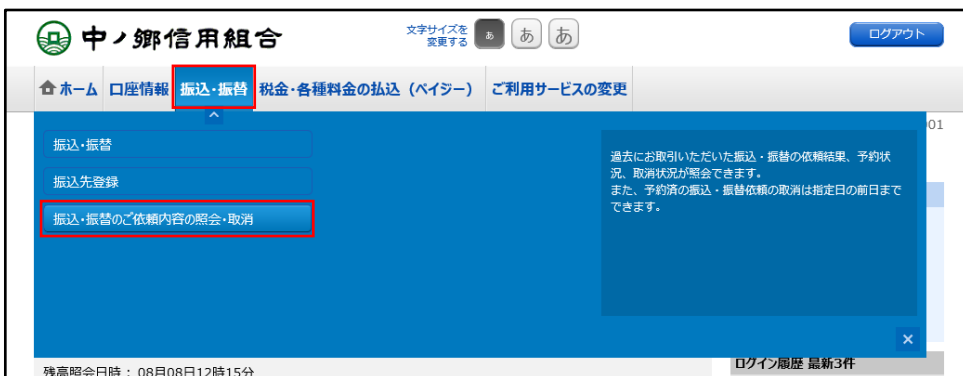 中ノ郷信用組合
文字サイズを
変更する
あ あ あ
ログアウト
ホーム 口座情報 振込・振替 税金・各種料金の払込（ペイジー） ご利用サービスの変更
01
振込・振替
振込先登録
振込・振替のご依頼内容の照会・取消
過去にお取引いただいた振込・振替の依頼結果、予約状
況、取消状況が照会できます。
また、予約済の振込・振替依頼の取消は指定日の前日まで
できます。
残高照会日時： 08月08日12時15分
ログイン履歴 最新3件